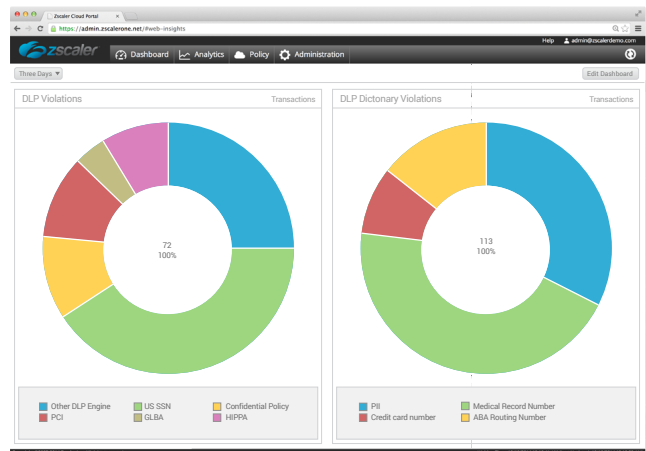 Zscaler Cloud Portal
https://admin.zscalerone.net/#web-insights
Help admin@zscalerdemo.com
zscaler Dashboard Analytics Policy Administration
Three Days Edit Dashboard
DLP Violations Transactions
72
100%
Other DLP Engine US SSN Confidential Policy
PCI GLBA HIPPA
DLP Dictonary Violations Transactions
113
100%
PII Medical Record Number
Credit card number ABA Routing Number